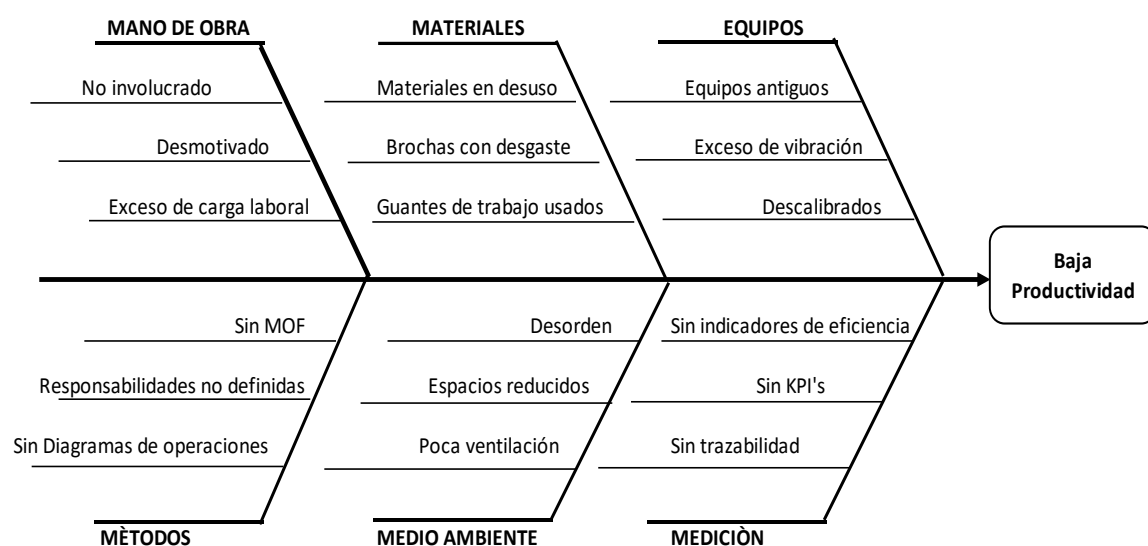 MANO DE OBRA
MATERIALES
EQUIPOS
No involucrado
Materiales en desuso
Equipos antiguos
Desmotivado
Brochas con desgaste
Exceso de vibración
Exceso de carga laboral
Guantes de trabajo usados
Descalibrados
Baja
Productividad
Sin MOF
Desorden
Sin indicadores de eficiencia
Responsabilidades no definidas
Espacios reducidos
Sin KPI's
Sin Diagramas de operaciones
Poca ventilación
Sin trazabilidad
MÈTODOS
MEDIO AMBIENTE
MEDICIÒN